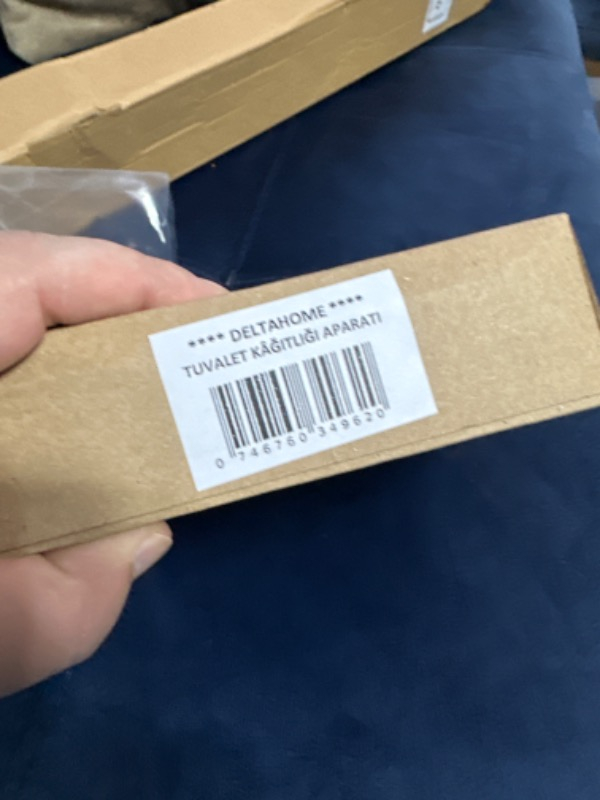 **** DELTAHOME ****
TUVALET KÂĞITLIĞI APARATI
0 746760 349620